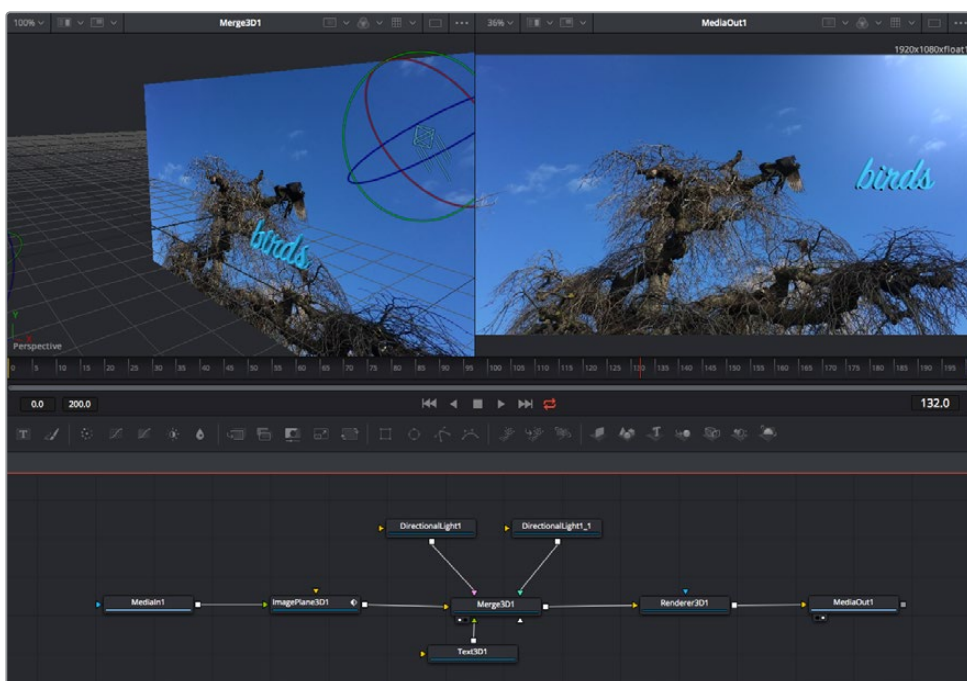 100%
Merge3D1
36%
MediaOut1
1920x1080xfloat1
birds
birds
Perspective
0 5 10 15 20 25 30 35 40 45 50 55 60 65 70 75 80 85 90 95 100 105 110 115 120 125 130 135 140 145 150 155 160 165 170 175 180 185 190 195
0.0 200.0 132.0
DirectionalLight1 DirectionalLight1_1
MediaIn1 ImagePlane3D1 Merge3D1 Renderer3D1 MediaOut1
Text3D1